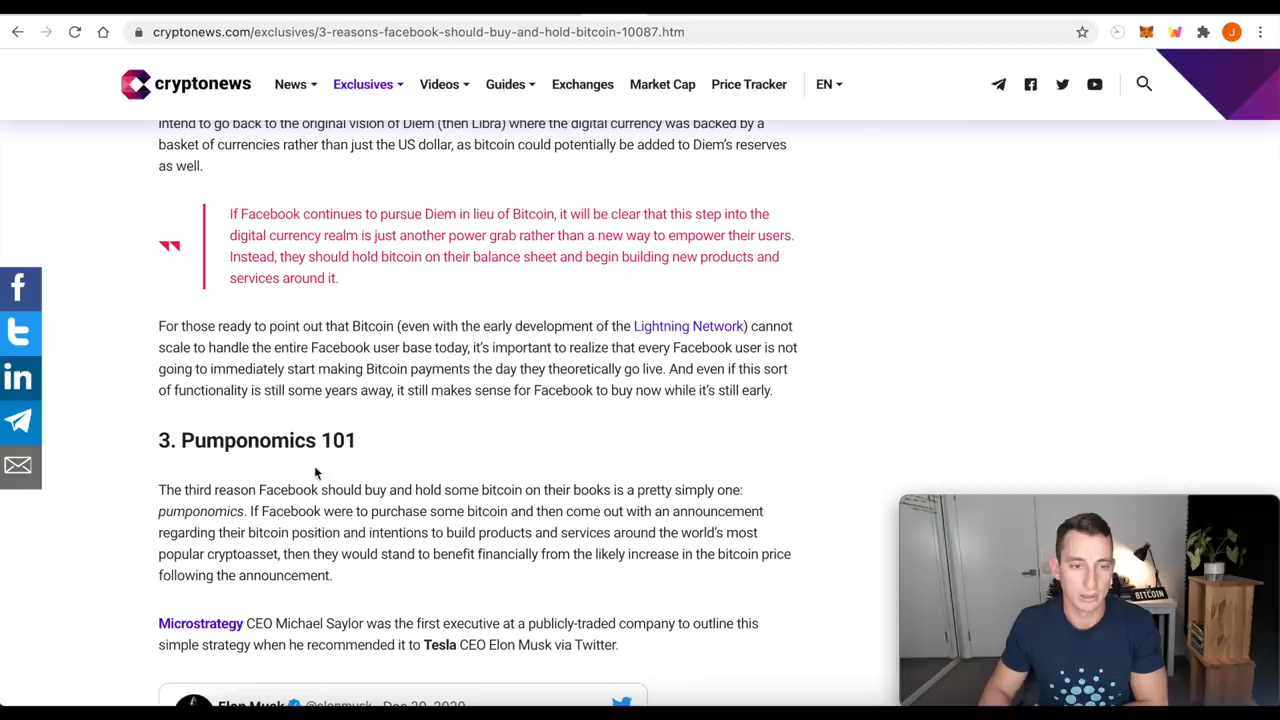 cryptonews.com/exclusives/3-reasons-facebook-should-buy-and-hold-bitcoin-10087.htm
J
cryptonews
News
Exclusives
Videos
Guides
Exchanges
Market Cap
Price Tracker
EN
intend to go back to the original vision of Diem (then Libra) where the digital currency was backed by a
basket of currencies rather than just the US dollar, as bitcoin could potentially be added to Diem's reserves
as well.
If Facebook continues to pursue Diem in lieu of Bitcoin, it will be clear that this step into the
digital currency realm is just another power grab rather than a new way to empower their users.
Instead, they should hold bitcoin on their balance sheet and begin building new products and
services around it.
For those ready to point out that Bitcoin (even with the early development of the Lightning Network) cannot
scale to handle the entire Facebook user base today, it's important to realize that every Facebook user is not
going to immediately start making Bitcoin payments the day they theoretically go live. And even if this sort
of functionality is still some years away, it still makes sense for Facebook to buy now while it's still early.
3. Pumponomics 101
The third reason Facebook should buy and hold some bitcoin on their books is a pretty simply one:
pumponomics. If Facebook were to purchase some bitcoin and then come out with an announcement
regarding their bitcoin position and intentions to build products and services around the world's most
popular cryptoasset, then they would stand to benefit financially from the likely increase in the bitcoin price
following the announcement.
Microstrategy CEO Michael Saylor was the first executive at a publicly-traded company to outline this
simple strategy when he recommended it to Tesla CEO Elon Musk via Twitter.
Elon Musk @elonmusk · Dec 20, 2020
BITCOIN